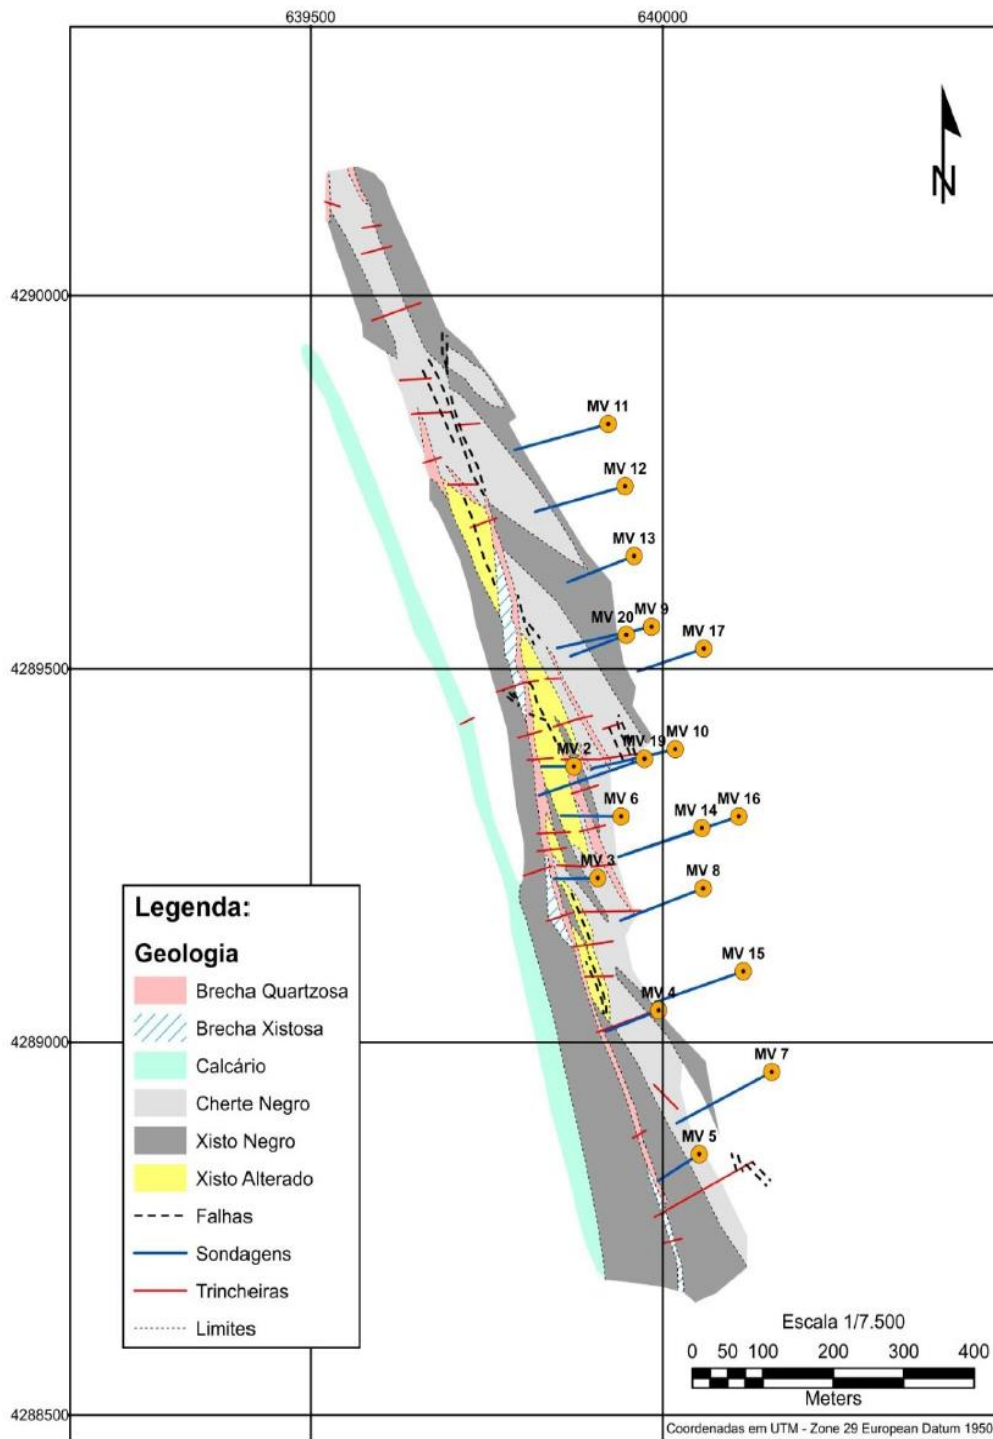 639500 640000
N
4290000
MV 11
MV 12
MV 13
MV 20 MV 9
MV 17
4289500
MV 2 MV 19 MV 10
MV 6 MV 14 MV 16
MV 3 MV 8
MV 15
MV 4
4289000
MV 7
MV 5
Legenda:
Geologia
Brecha Quartzosa
Brecha Xistosa
Calcário
Cherte Negro
Xisto Negro
Xisto Alterado
Falhas
Sondagens
Trincheiras
Limites
Escala 1/7.500
0 50 100 200 300 400
Meters
4288500
Coordenadas em UTM - Zone 29 European Datum 1950